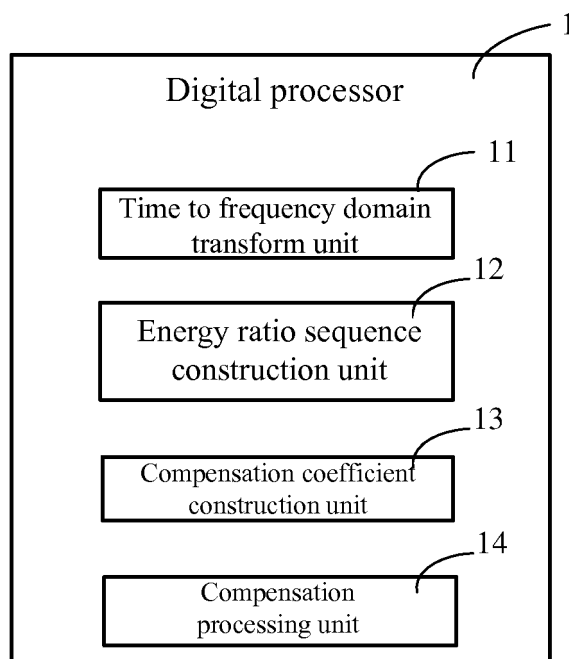 1
Digital processor
11
Time to frequency domain
transform unit
12
Energy ratio sequence
construction unit
13
Compensation coefficient
construction unit
14
Compensation
processing unit